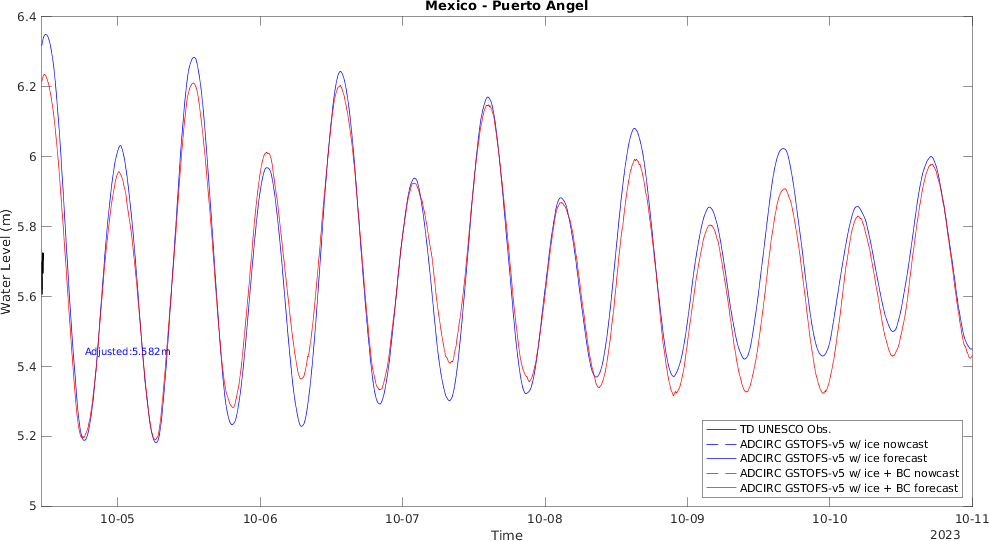 Mexico - Puerto Angel
6.4
6.2
6
5.8
5.6
5.4
5.2
5
Water Level (m)
Adjusted:5.582m
TD UNESCO Obs.
ADCIRC GSTOFS-v5 w/ ice nowcast
ADCIRC GSTOFS-v5 w/ ice forecast
ADCIRC GSTOFS-v5 w/ ice + BC nowcast
ADCIRC GSTOFS-v5 w/ ice + BC forecast
10-05 10-06 10-07 10-08 10-09 10-10 10-11
Time
2023